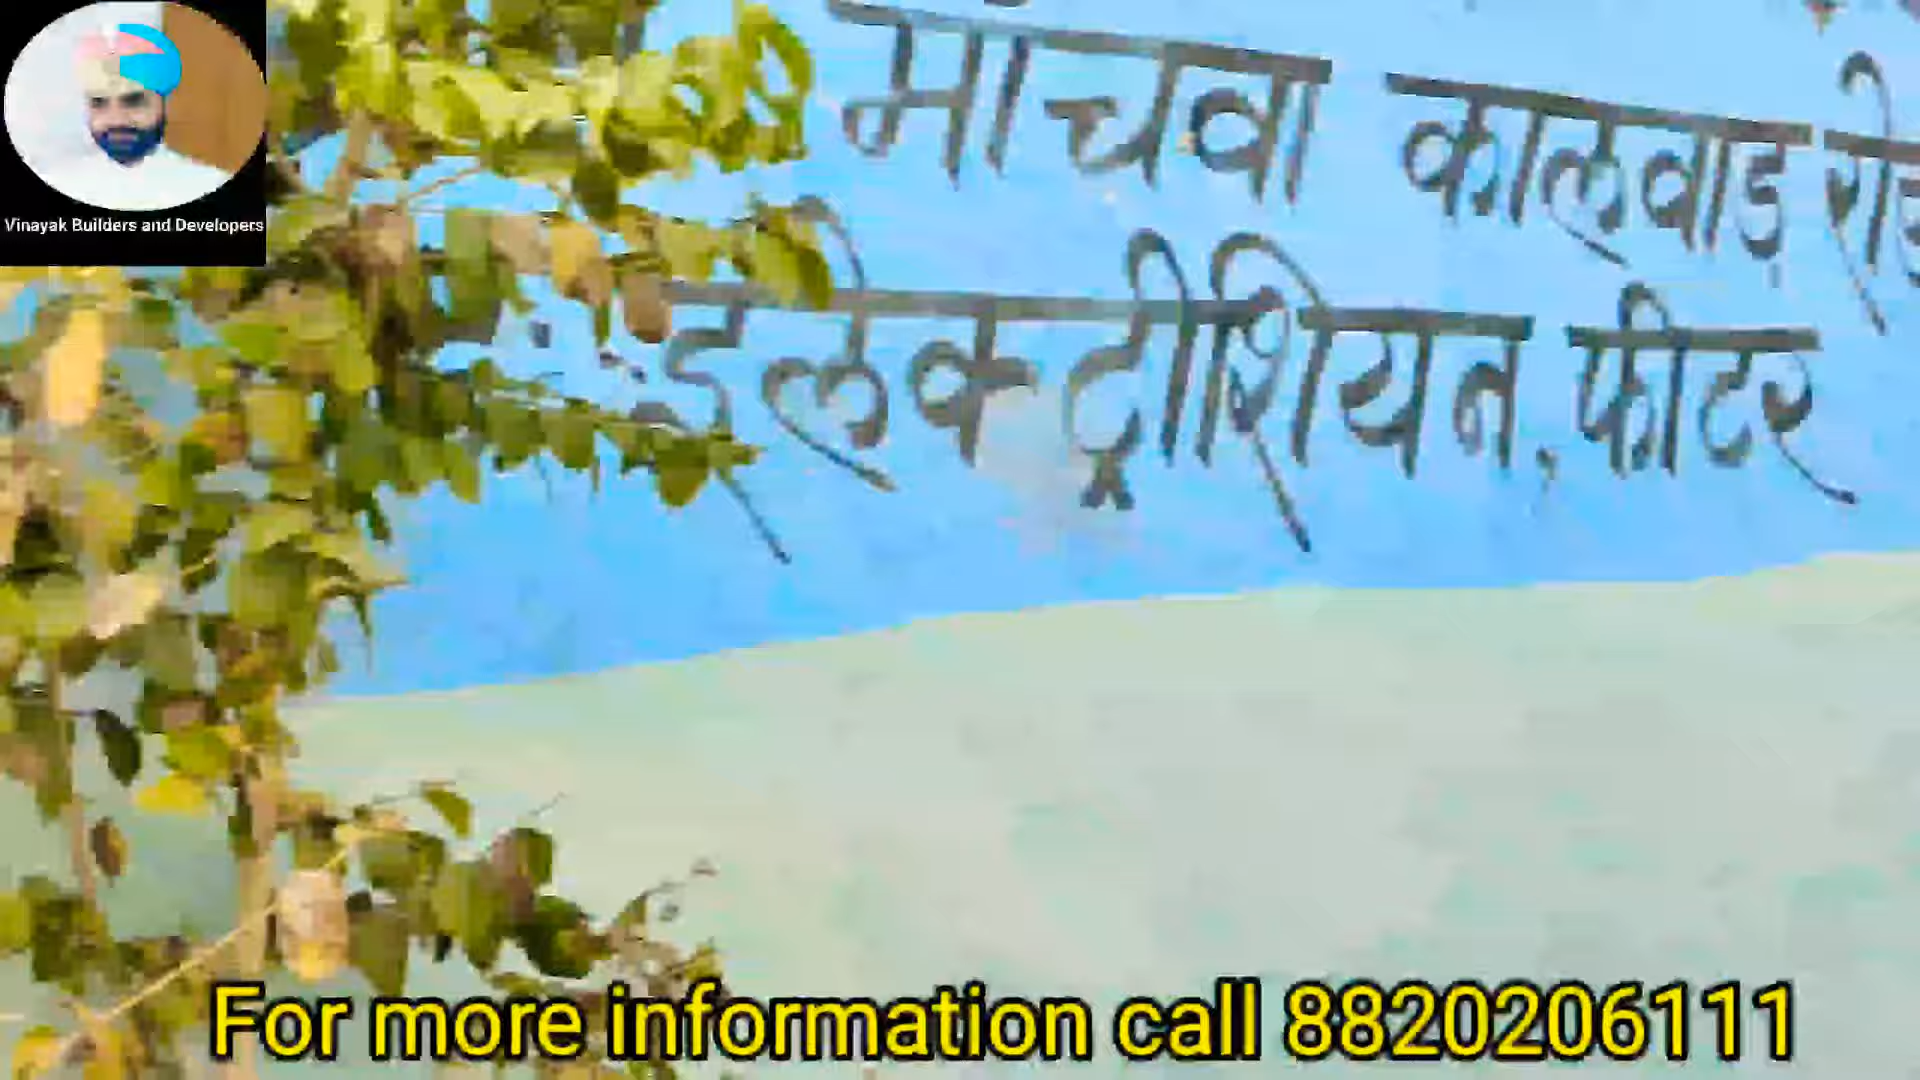 Vinayak Builders and Developers
माचवा कालवाड़
इलेक्ट्रीशियन, फीटर
For more information call 8820206111